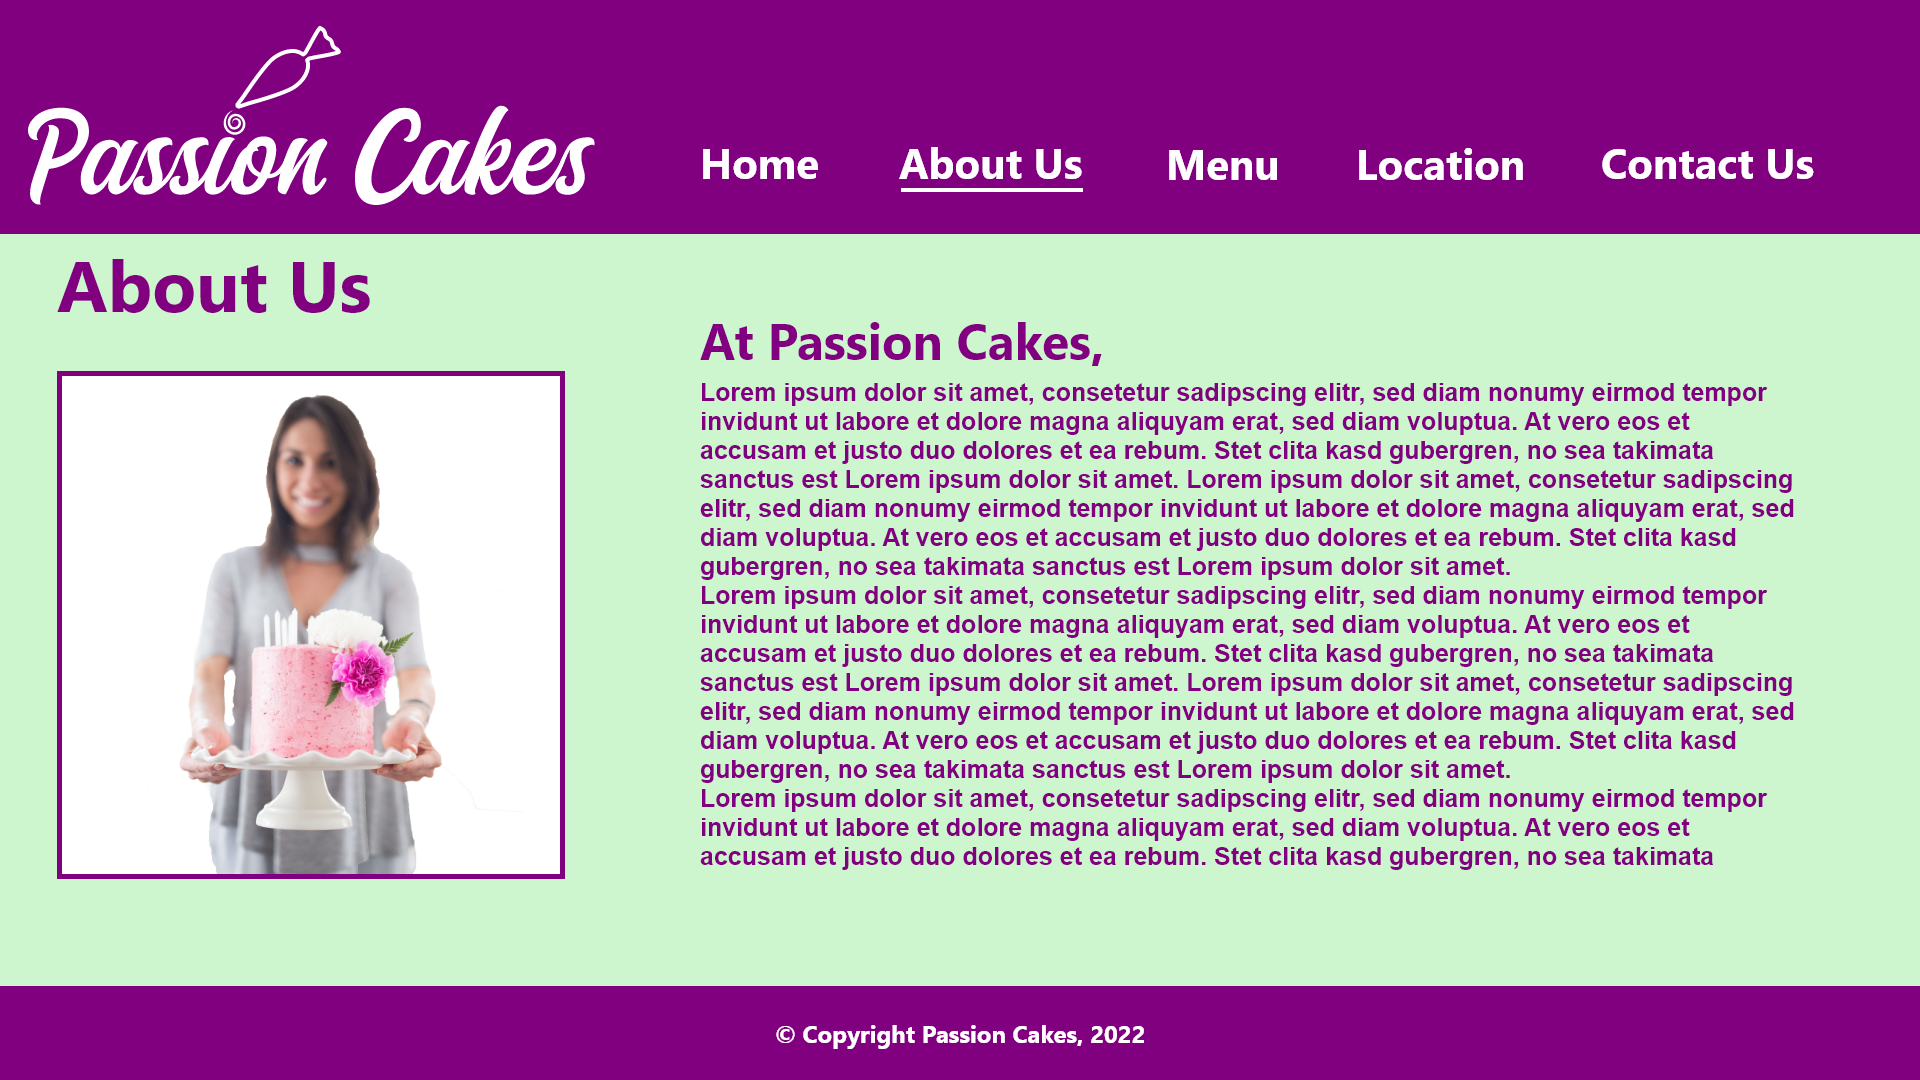 Passion Cakes
Home About Us Menu Location Contact Us
About Us
At Passion Cakes,
Lorem ipsum dolor sit amet, consetetur sadipscing elitr, sed diam nonumy eirmod tempor
invidunt ut labore et dolore magna aliquyam erat, sed diam voluptua. At vero eos et
accusam et justo duo dolores et ea rebum. Stet clita kasd gubergren, no sea takimata
sanctus est Lorem ipsum dolor sit amet. Lorem ipsum dolor sit amet, consetetur sadipscing
elitr, sed diam nonumy eirmod tempor invidunt ut labore et dolore magna aliquyam erat, sed
diam voluptua. At vero eos et accusam et justo duo dolores et ea rebum. Stet clita kasd
gubergren, no sea takimata sanctus est Lorem ipsum dolor sit amet.
Lorem ipsum dolor sit amet, consetetur sadipscing elitr, sed diam nonumy eirmod tempor
invidunt ut labore et dolore magna aliquyam erat, sed diam voluptua. At vero eos et
accusam et justo duo dolores et ea rebum. Stet clita kasd gubergren, no sea takimata
sanctus est Lorem ipsum dolor sit amet. Lorem ipsum dolor sit amet, consetetur sadipscing
elitr, sed diam nonumy eirmod tempor invidunt ut labore et dolore magna aliquyam erat, sed
diam voluptua. At vero eos et accusam et justo duo dolores et ea rebum. Stet clita kasd
gubergren, no sea takimata sanctus est Lorem ipsum dolor sit amet.
Lorem ipsum dolor sit amet, consetetur sadipscing elitr, sed diam nonumy eirmod tempor
invidunt ut labore et dolore magna aliquyam erat, sed diam voluptua. At vero eos et
accusam et justo duo dolores et ea rebum. Stet clita kasd gubergren, no sea takimata
© Copyright Passion Cakes, 2022